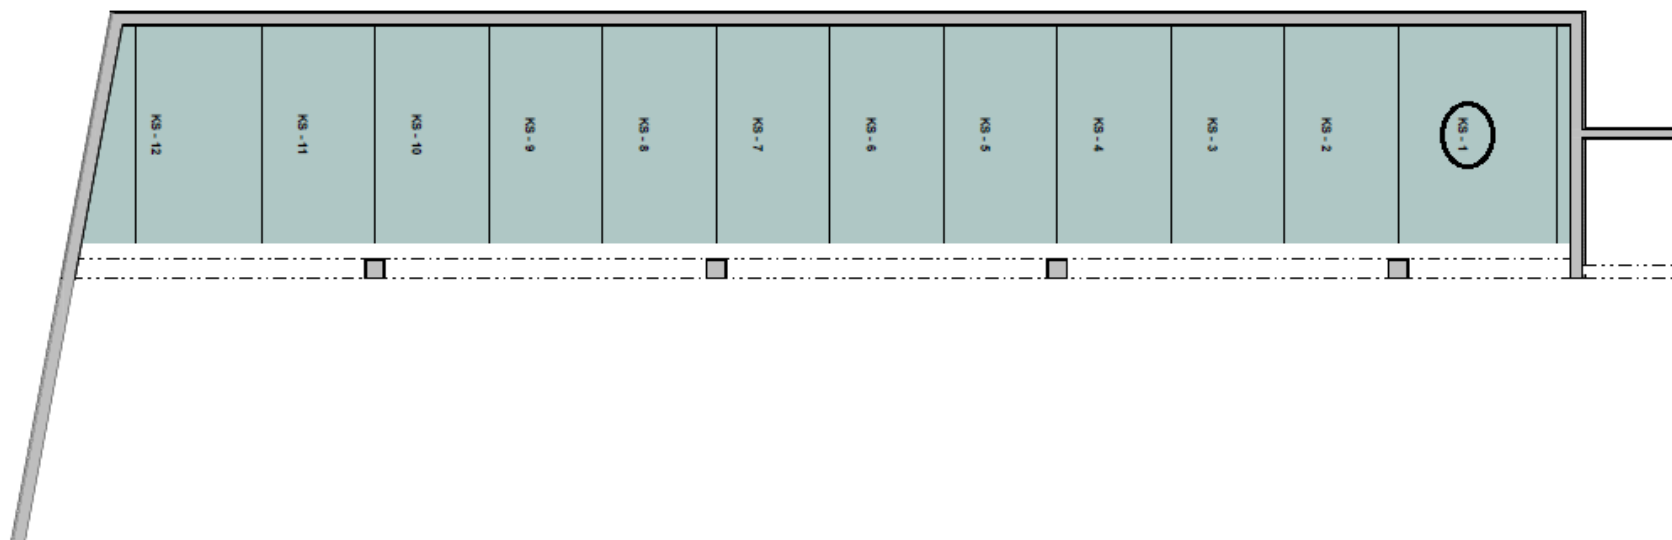 KS - 12
KS - 11
KS - 10
KS - 9
KS - 8
KS - 7
KS - 6
KS - 5
KS - 4
KS - 3
KS - 2
KS - 1